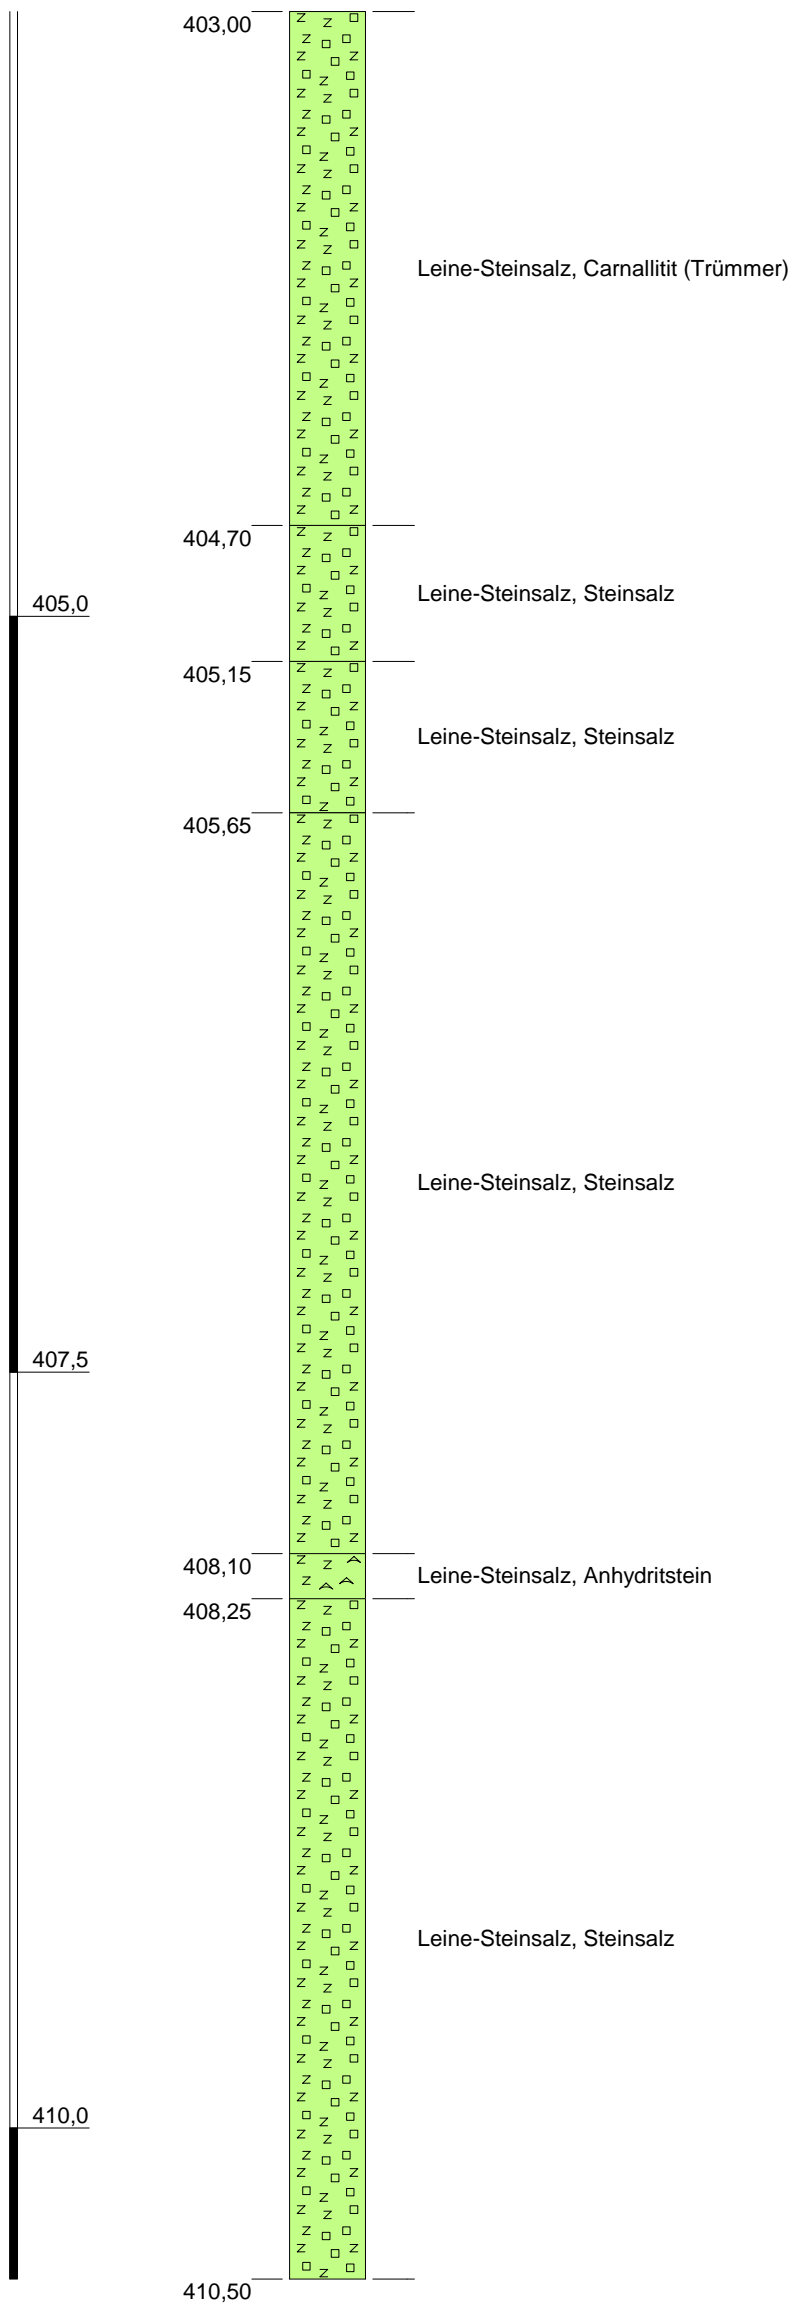 403,00
Leine-Steinsalz, Carnallitit (Trümmer)
404,70
Leine-Steinsalz, Steinsalz
405,0
405,15
Leine-Steinsalz, Steinsalz
405,65
Leine-Steinsalz, Steinsalz
407,5
408,10
Leine-Steinsalz, Anhydritstein
408,25
Leine-Steinsalz, Steinsalz
410,0
410,50